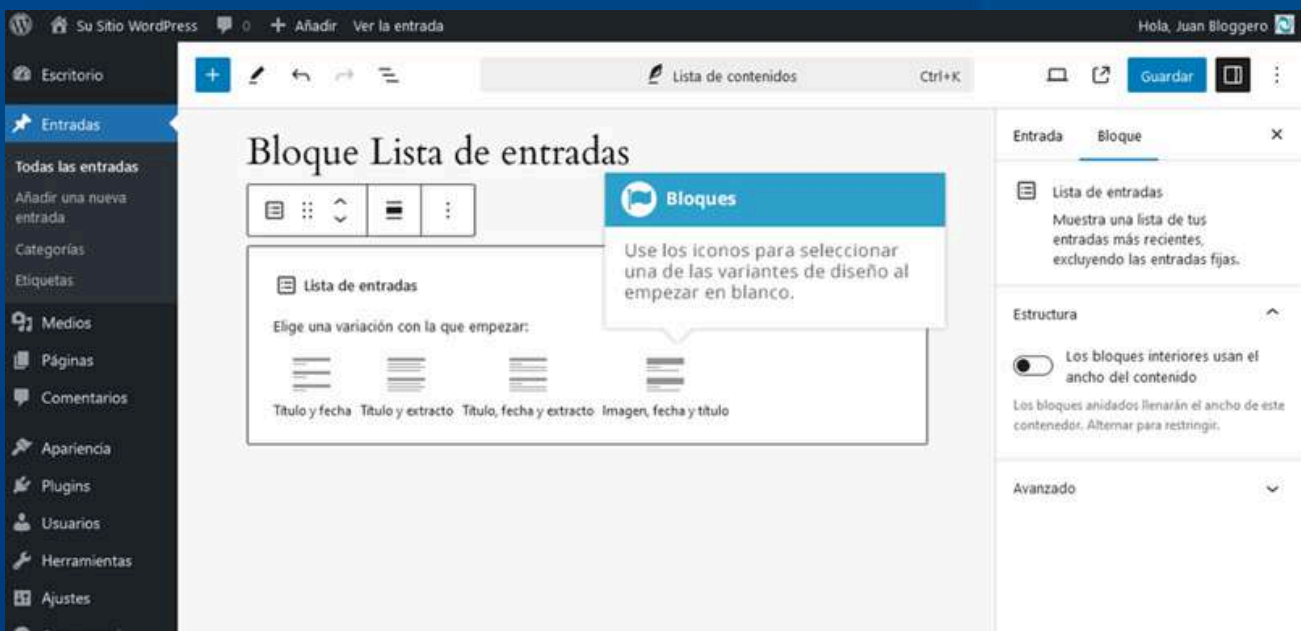 Su Sitio WordPress 0 Añadir Ver la entrada Hola, Juan Bloggero
Escritorio
Entradas
Todas las entradas
Añadir una nueva
entrada
Categorías
Etiquetas
Medios
Páginas
Comentarios
Apariencia
Plugins
Usuarios
Herramientas
Ajustes
Lista de contenidos Ctrl+K
Guardar
Bloque Lista de entradas
Bloques
Use los iconos para seleccionar
una de las variantes de diseño al
empezar en blanco.
Lista de entradas
Elige una variación con la que empezar:
Título y fecha Título y extracto Título, fecha y extracto Imagen, fecha y título
Entrada Bloque
Lista de entradas
Muestra una lista de tus
entradas más recientes,
excluyendo las entradas fijas.
Estructura
Los bloques interiores usan el
ancho del contenido
Los bloques anidados llenarán el ancho de este
contenedor. Alternar para restringir.
Avanzado